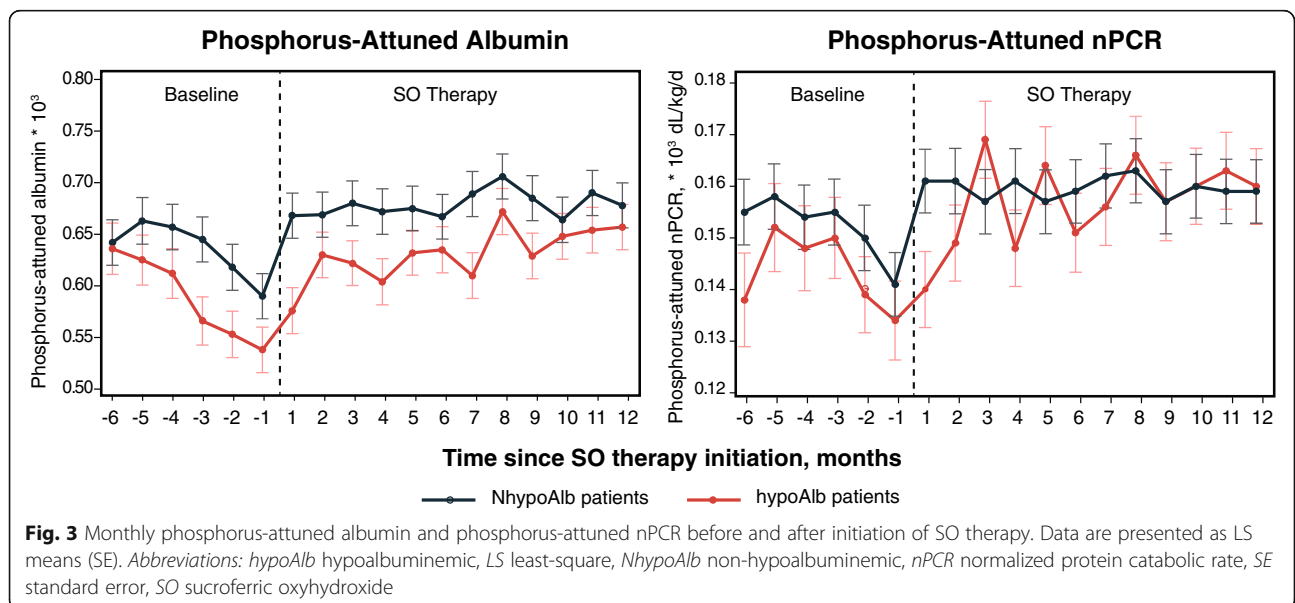 Phosphorus-Attuned Albumin
Phosphorus-attuned albumin * 10³
0.80
0.75
0.70
0.65
0.60
0.55
0.50
Baseline
SO Therapy
-6 -5 -4 -3 -2 -1 1 2 3 4 5 6 7 8 9 10 11 12
Phosphorus-Attuned nPCR
Phosphorus-attuned nPCR, * 10³ dL/kg/d
0.18
0.17
0.16
0.15
0.14
0.13
0.12
Baseline
SO Therapy
-6 -5 -4 -3 -2 -1 1 2 3 4 5 6 7 8 9 10 11 12
Time since SO therapy initiation, months
NhypoAlb patients hypoAlb patients
Fig. 3 Monthly phosphorus-attuned albumin and phosphorus-attuned nPCR before and after initiation of SO therapy. Data are presented as LS
means (SE). Abbreviations: hypoAlb hypoalbuminemic, LS least-square, NhypoAlb non-hypoalbuminemic, nPCR normalized protein catabolic rate, SE
standard error, SO sucroferric oxyhydroxide